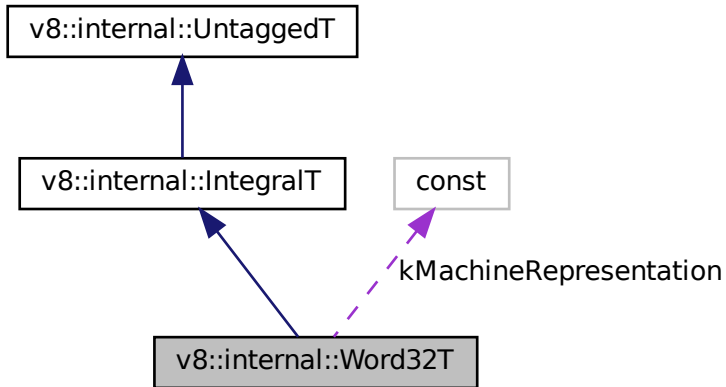 v8::internal::UntaggedT
v8::internal::IntegralT
const
kMachineRepresentation
v8::internal::Word32T